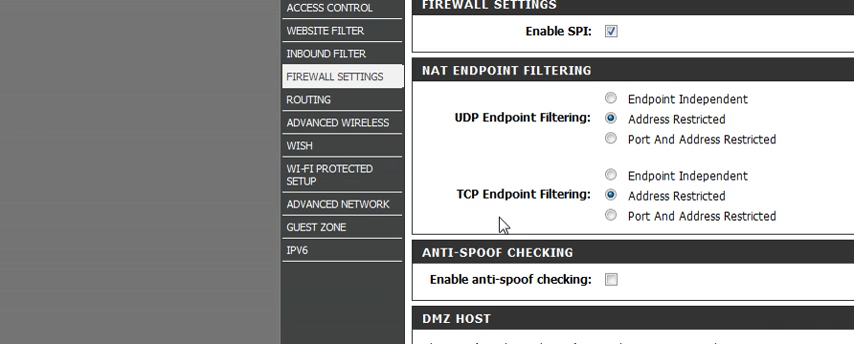 ACCESS CONTROL
WEBSITE FILTER
INBOUND FILTER
FIREWALL SETTINGS
ROUTING
ADVANCED WIRELESS
WISH
WI-FI PROTECTED
SETUP
ADVANCED NETWORK
GUEST ZONE
IPV6
FIREWALL SETTINGS
Enable SPI:
NAT ENDPOINT FILTERING
UDP Endpoint Filtering:
Endpoint Independent
Address Restricted
Port And Address Restricted
TCP Endpoint Filtering:
Endpoint Independent
Address Restricted
Port And Address Restricted
ANTI-SPOOF CHECKING
Enable anti-spoof checking:
DMZ HOST